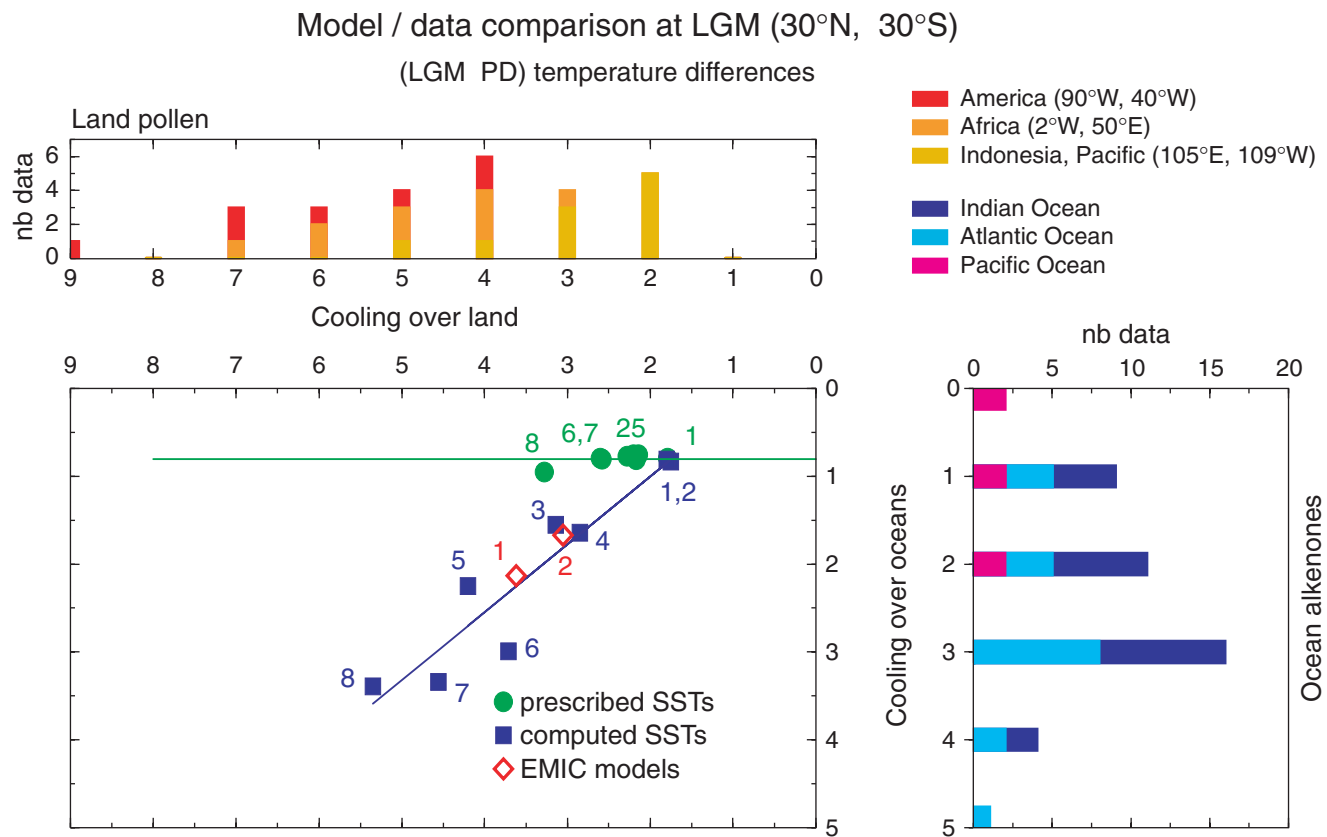 Model / data comparison at LGM (30°N, 30°S)
(LGM PD) temperature differences
Land pollen
nb data
6
4
2
0
9 8 7 6 5 4 3 2 1 0
America (90°W, 40°W)
Africa (2°W, 50°E)
Indonesia, Pacific (105°E, 109°W)
Indian Ocean
Atlantic Ocean
Pacific Ocean
Cooling over land
9 8 7 6 5 4 3 2 1 0
0
1
2
3
4
5
8
6,7
25
1
1,2
3
4
1
2
5
6
7
8
prescribed SSTs
computed SSTs
EMIC models
Cooling over oceans
nb data
0 5 10 15 20
0
1
2
3
4
5
Ocean alkenones